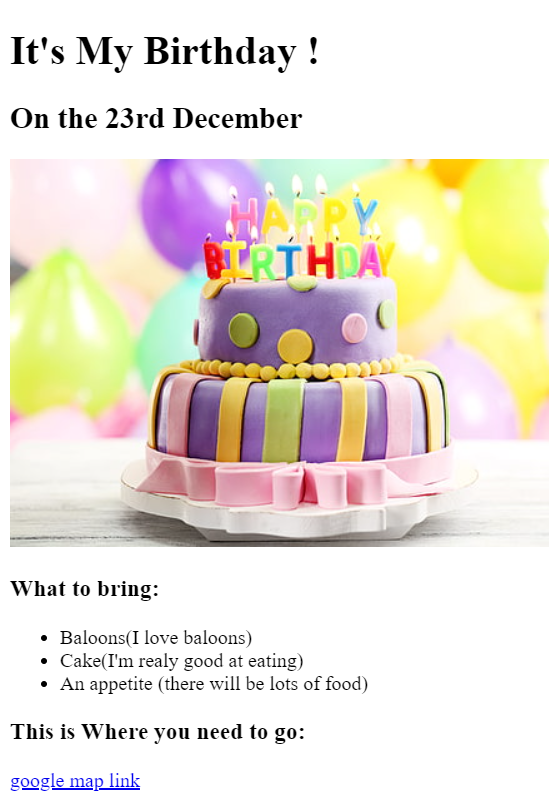 It's My Birthday !
On the 23rd December
HAPPY
BIRTHDAY
What to bring:
Baloons(I love baloons)
Cake(I'm realy good at eating)
An appetite (there will be lots of food)
This is Where you need to go:
google map link